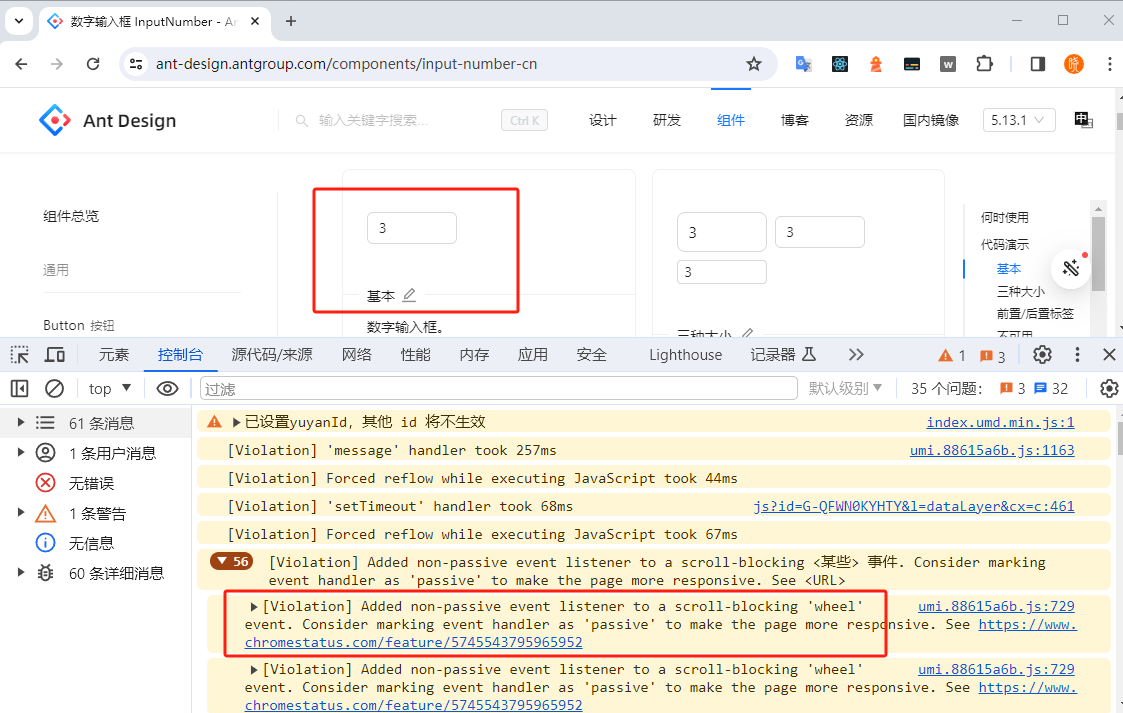 数字输入框 InputNumber - An
ant-design.antgroup.com/components/input-number-cn
Ant Design
输入关键字搜索...
Ctrl K
设计
研发
组件
博客
资源
国内镜像
5.13.1
中
组件总览
通用
Button 按钮
3
基本
数字输入框。
3
3
3
三种大小
何时使用
代码演示
基本
三种大小
前置/后置标签
不可用
元素
控制台
源代码/来源
网络
性能
内存
应用
安全
Lighthouse
记录器
1
3
top
过滤
默认级别
35 个问题:
3
32
61 条消息
1 条用户消息
无错误
1 条警告
无信息
60 条详细消息
已设置yuyanId, 其他 id 将不生效 index.umd.min.js:1
[Violation] 'message' handler took 257ms umi.88615a6b.js:1163
[Violation] Forced reflow while executing JavaScript took 44ms
[Violation] 'setTimeout' handler took 68ms js?id=G-QFWN0KYHTY&l=dataLayer&cx=c:461
[Violation] Forced reflow while executing JavaScript took 67ms
56 [Violation] Added non-passive event listener to a scroll-blocking <某些> 事件. Consider marking
event handler as 'passive' to make the page more responsive. See <URL>
[Violation] Added non-passive event listener to a scroll-blocking 'wheel' umi.88615a6b.js:729
event. Consider marking event handler as 'passive' to make the page more responsive. See https://www.
chromestatus.com/feature/5745543795965952
[Violation] Added non-passive event listener to a scroll-blocking 'wheel' umi.88615a6b.js:729
event. Consider marking event handler as 'passive' to make the page more responsive. See https://www.
chromestatus.com/feature/5745543795965952